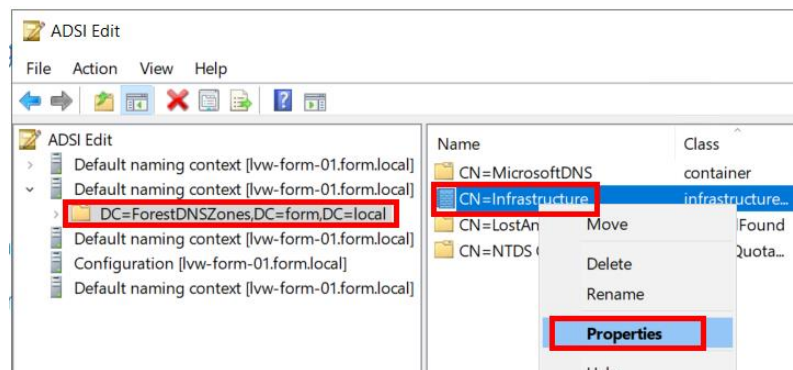 ADSI Edit
File Action View Help
ADSI Edit
Default naming context [lvw-form-01.form.local]
Default naming context [lvw-form-01.form.local]
DC=ForestDNSZones,DC=form,DC=local
Default naming context [lvw-form-01.form.local]
Configuration [lvw-form-01.form.local]
Default naming context [lvw-form-01.form.local]
Name Class
CN=MicrosoftDNS container
CN=Infrastructure infrastructure...
CN=LostAn Found
CN=NTDS Quota...
Move
Delete
Rename
Properties